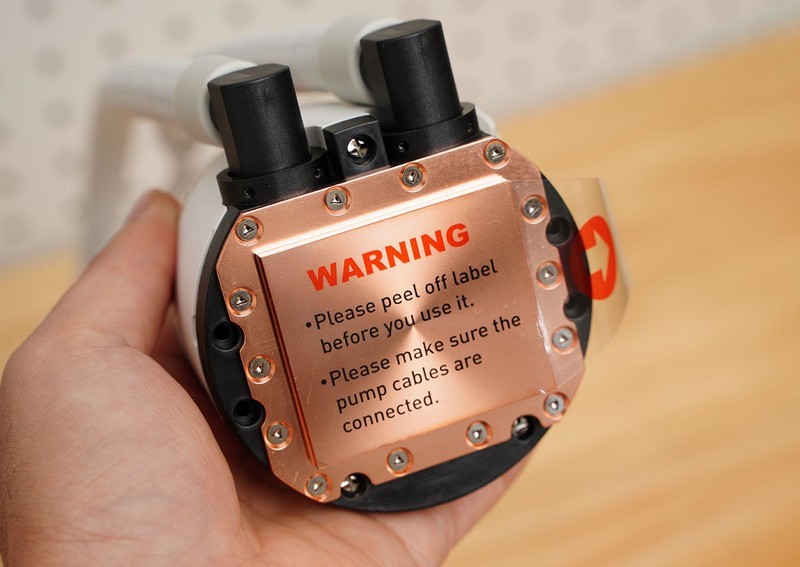 WARNING
•Please peel off label
before you use it.
•Please make sure the
pump cables are
connected.